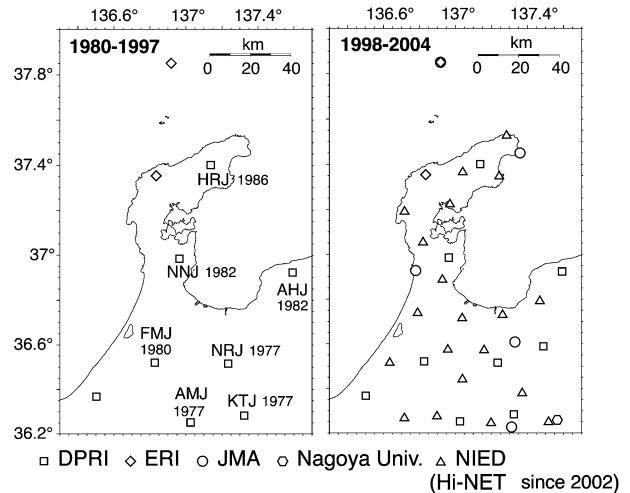 136.6° 137° 137.4° 136.6° 137° 137.4°
1980-1997
km
0 20 40
1998-2004
km
0 20 40
37.8°
37.4°
HRJ 1986
37°
NNJ 1982
AHJ
1982
36.6°
FMJ
1980
NRJ 1977
AMJ
1977
KTJ 1977
36.2°
DPRI ERI JMA Nagoya Univ. NIED
(Hi-NET since 2002)